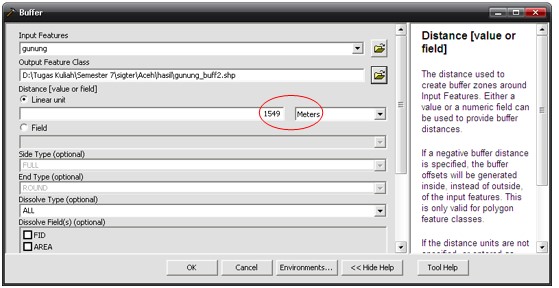 Buffer
Input Features
gunung
Output Feature Class
D:\Tugas Kuliah\Semester 7\sigter\Aceh\hasil\gunung_buff2.shp
Distance [value or field]
Linear unit
1549 Meters
Field
Side Type (optional)
FULL
End Type (optional)
ROUND
Dissolve Type (optional)
ALL
Dissolve Field(s) (optional)
FID
AREA
OK Cancel Environments... << Hide Help Tool Help
Distance [value or
field]
The distance used to
create buffer zones around
Input Features. Either a
value or a numeric field can
be used to provide buffer
distances.
If a negative buffer distance
is specified, the buffer
offsets will be generated
inside, instead of outside,
of the input features. This
is only valid for polygon
feature classes.
If the distance units are not